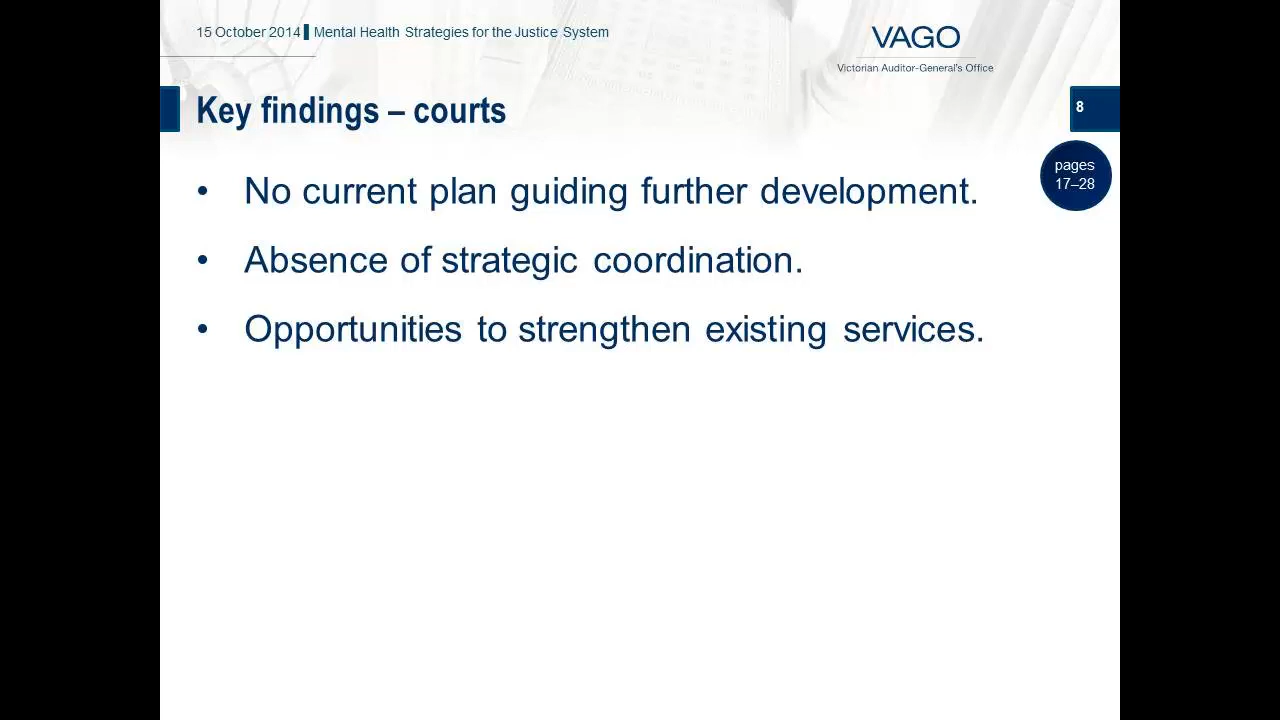 15 October 2014 | Mental Health Strategies for the Justice System
VAGO
Victorian Auditor-General's Office
Key findings – courts
8
pages
17–28
• No current plan guiding further development.
• Absence of strategic coordination.
• Opportunities to strengthen existing services.